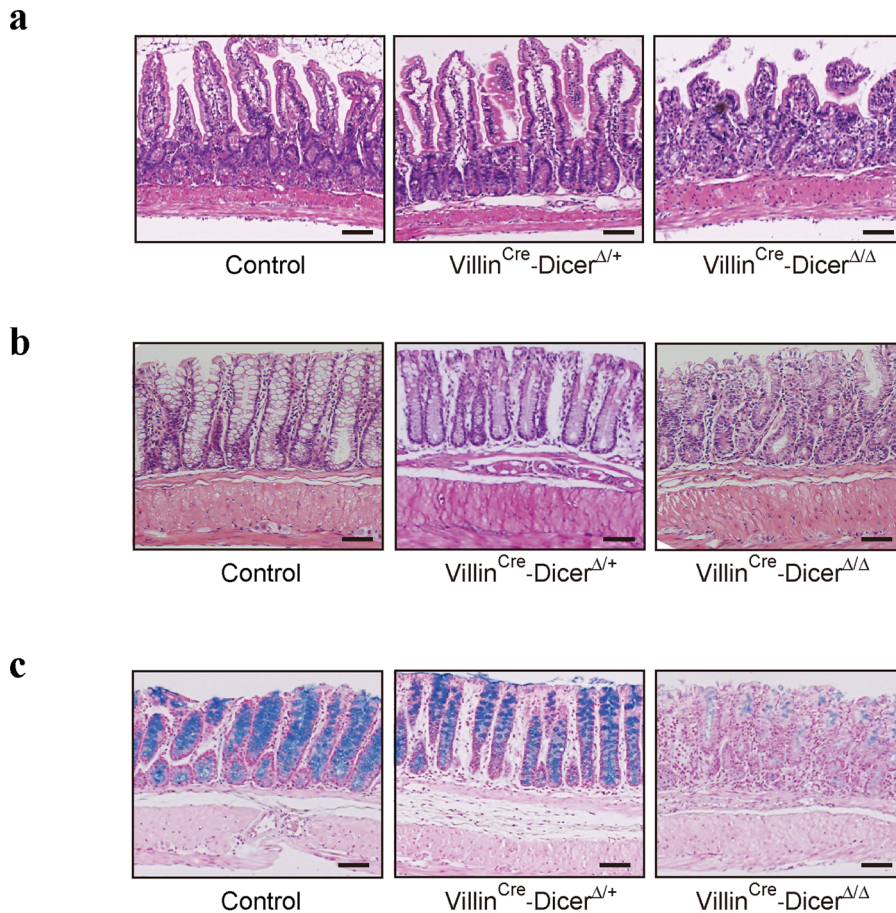 a
Control
Villin^Cre-Dicer^Δ/+
Villin^Cre-Dicer^Δ/Δ
b
Control
Villin^Cre-Dicer^Δ/+
Villin^Cre-Dicer^Δ/Δ
c
Control
Villin^Cre-Dicer^Δ/+
Villin^Cre-Dicer^Δ/Δ